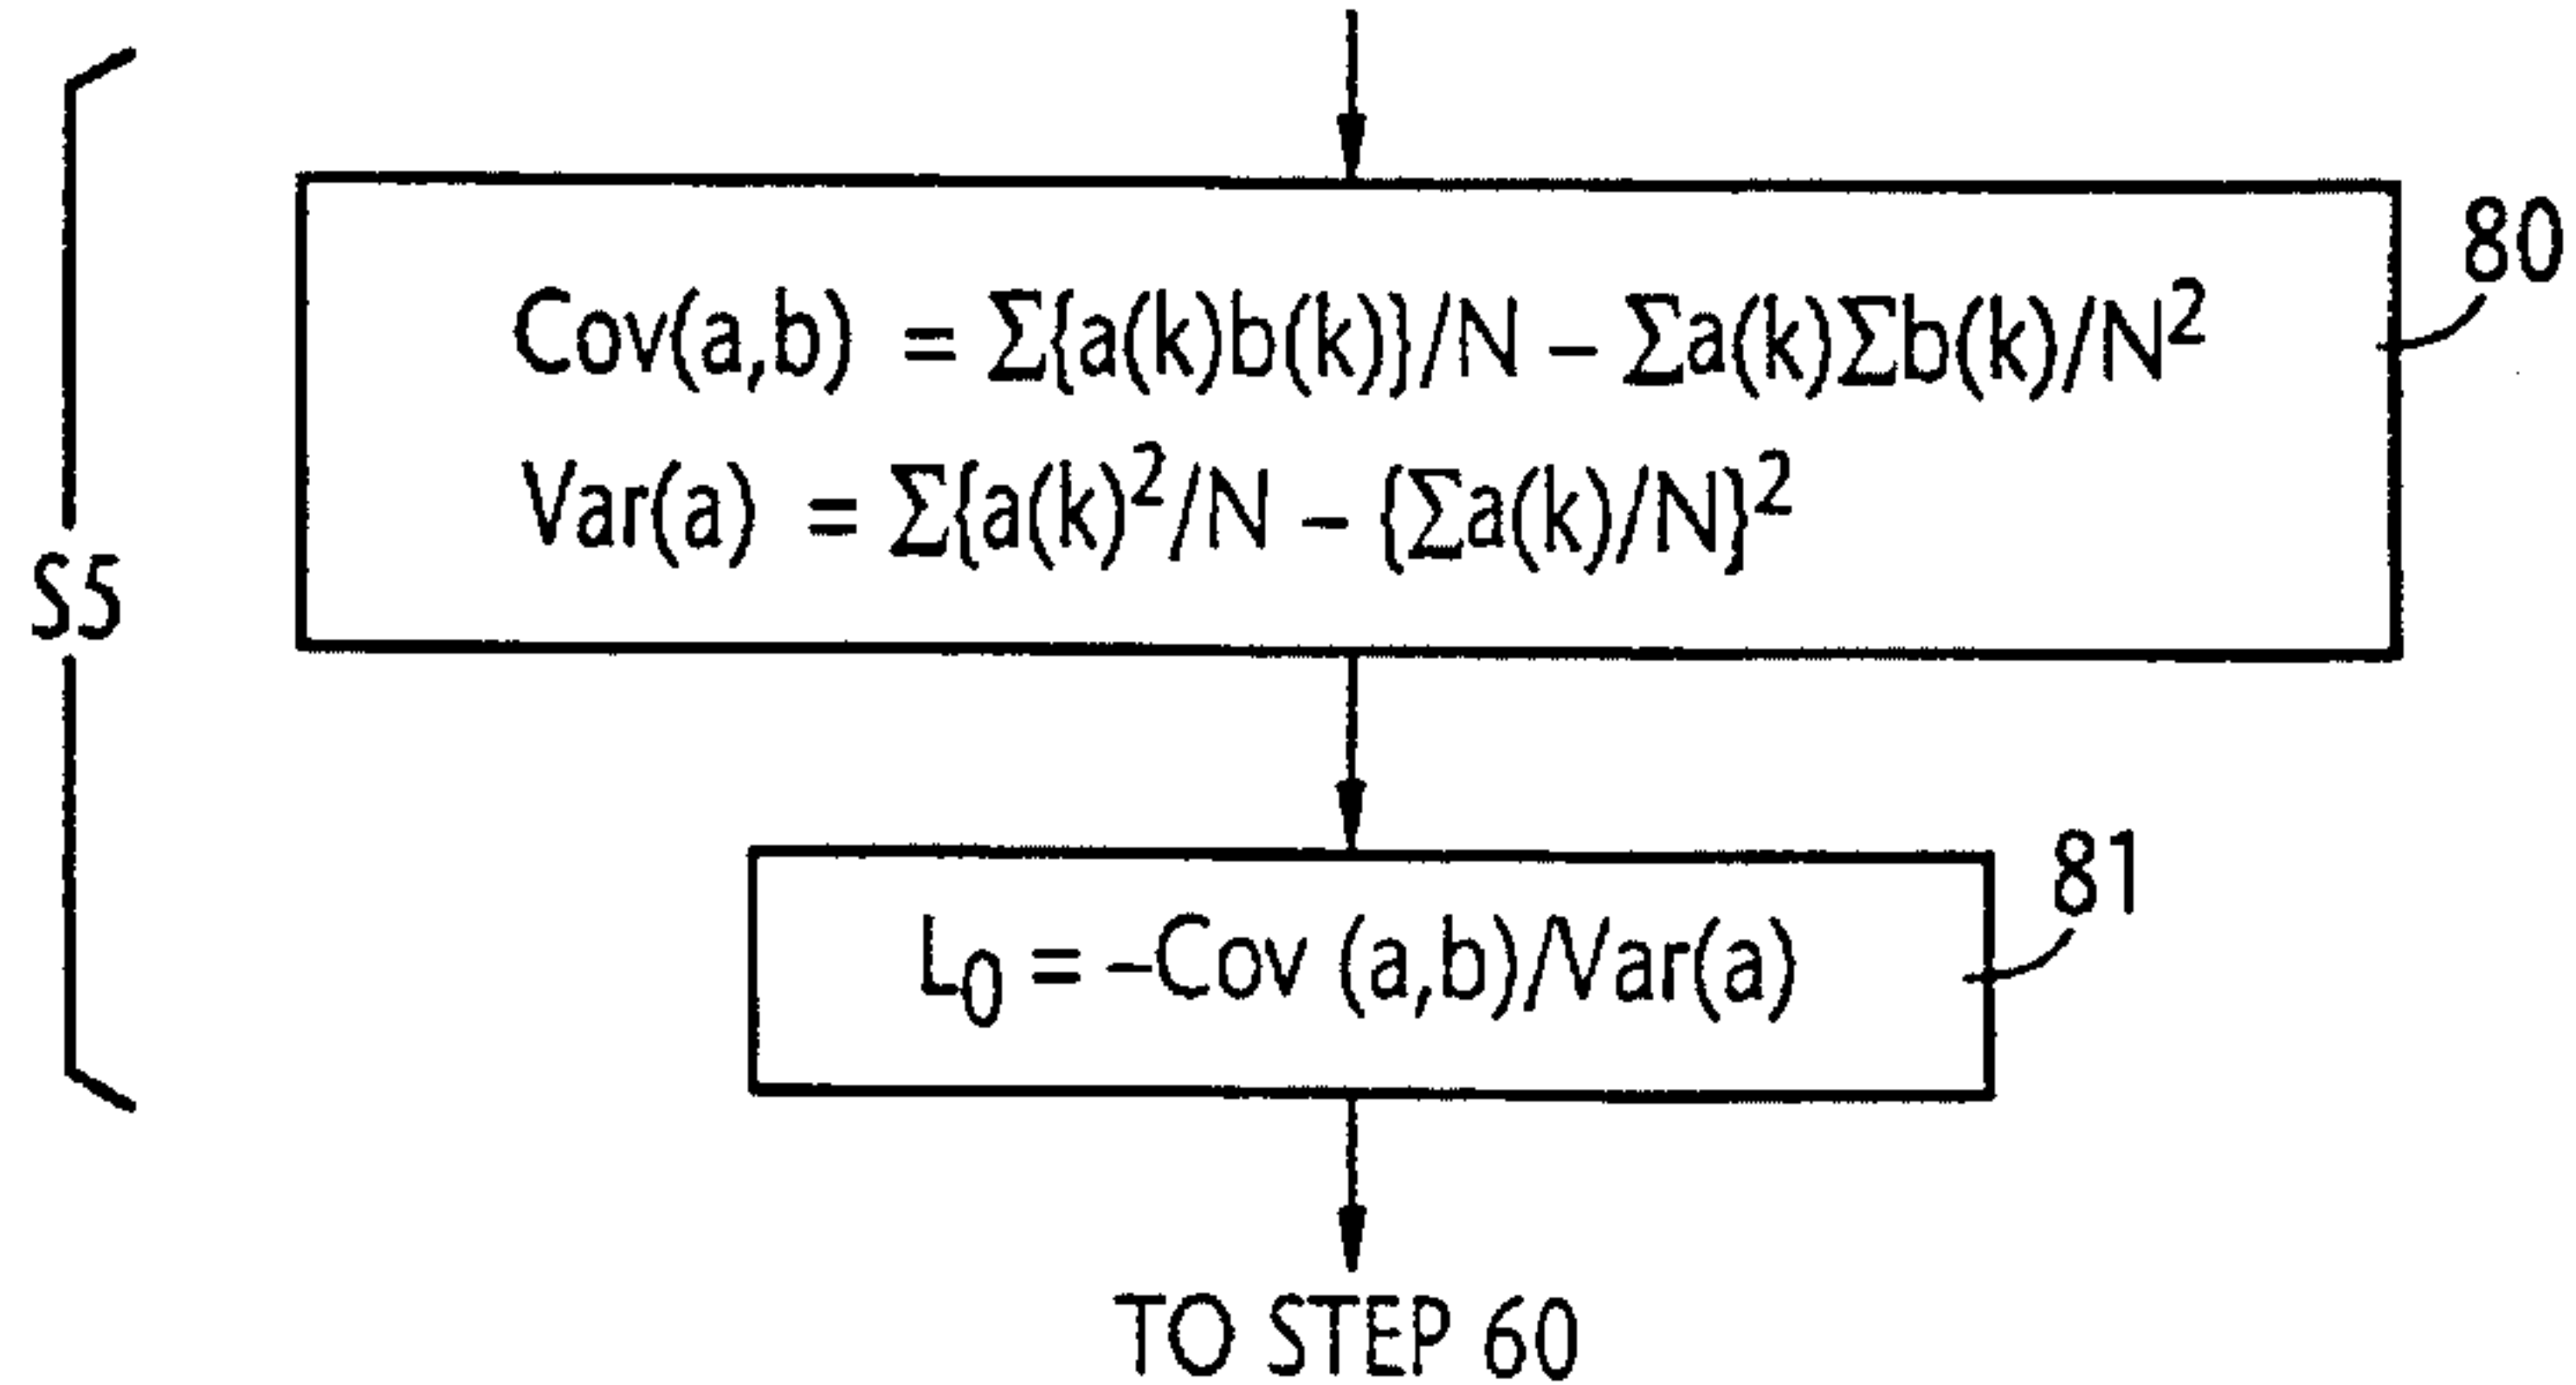 80
Cov(a,b) = Σ{a(k)b(k)}/N – Σa(k)Σb(k)/N²
Var(a) = Σ{a(k)²/N – {Σa(k)/N}²
S5
81
L₀ = –Cov (a,b)/Var(a)
TO STEP 60